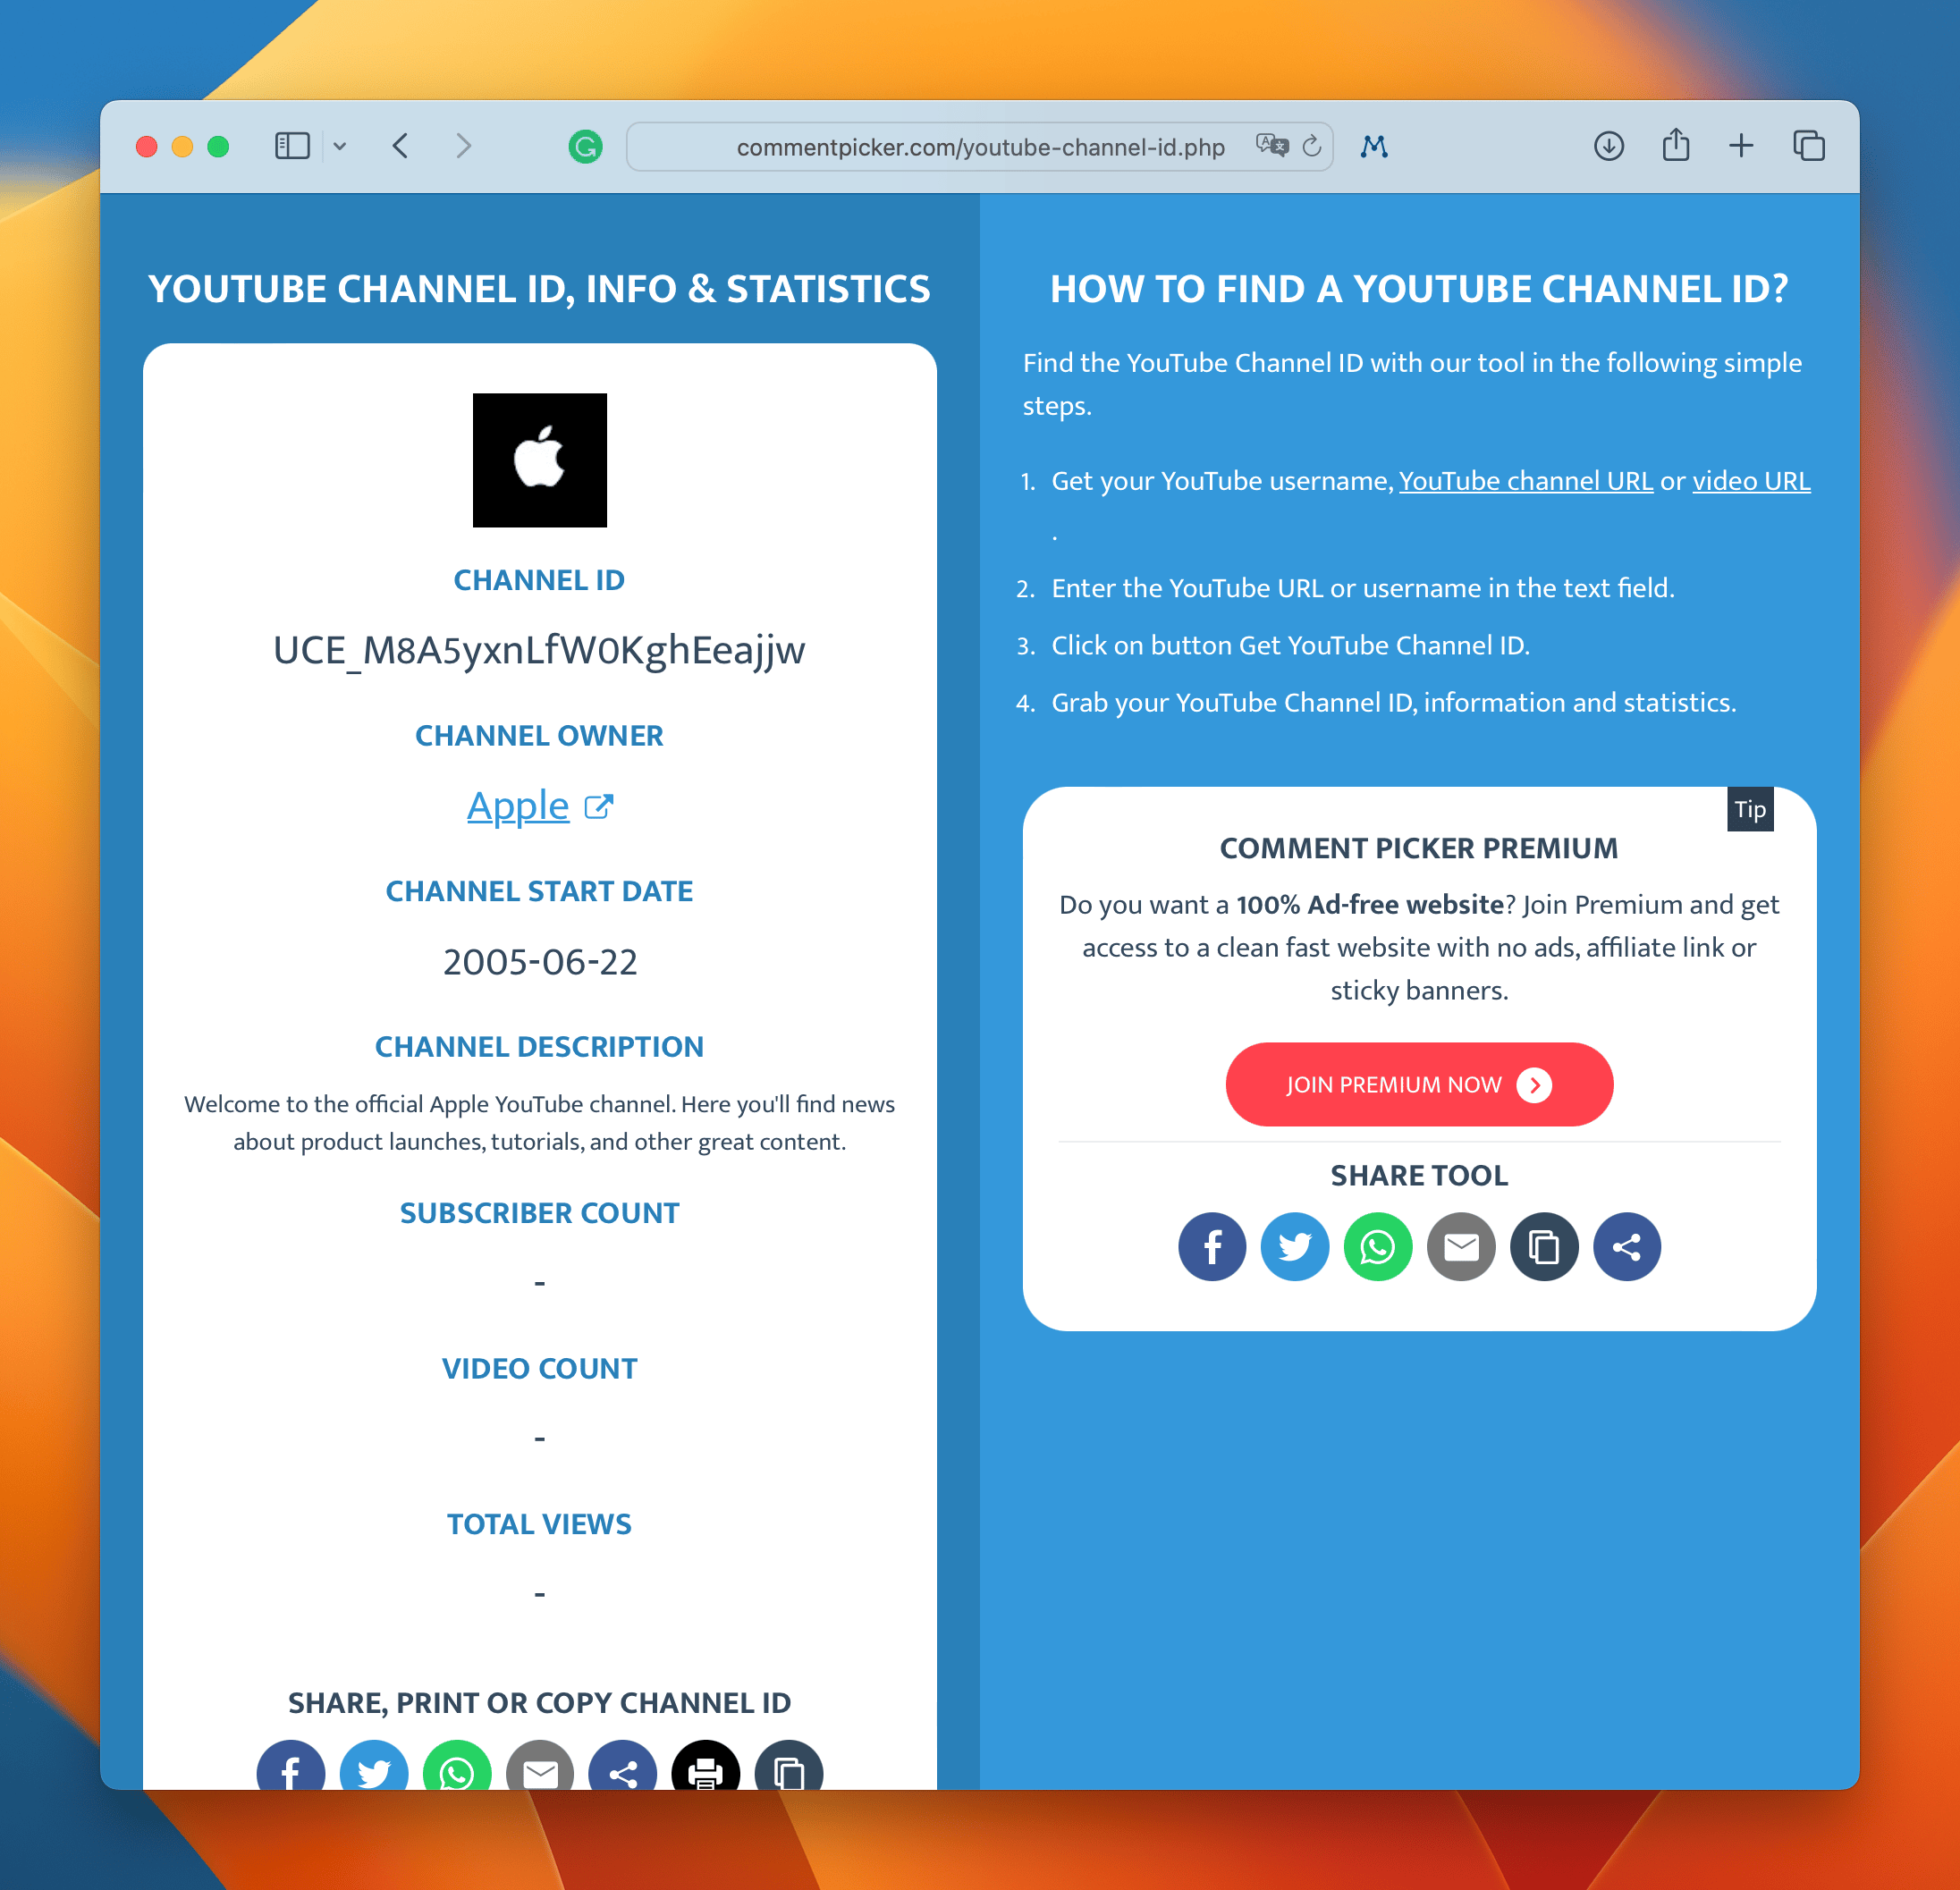 commentpicker.com/youtube-channel-id.php
YOUTUBE CHANNEL ID, INFO & STATISTICS
CHANNEL ID
UCE_M8A5yxnLfW0KghEeajjw
CHANNEL OWNER
Apple
CHANNEL START DATE
2005-06-22
CHANNEL DESCRIPTION
Welcome to the official Apple YouTube channel. Here you'll find news
about product launches, tutorials, and other great content.
SUBSCRIBER COUNT
-
VIDEO COUNT
-
TOTAL VIEWS
-
SHARE, PRINT OR COPY CHANNEL ID
HOW TO FIND A YOUTUBE CHANNEL ID?
Find the YouTube Channel ID with our tool in the following simple
steps.
1. Get your YouTube username, YouTube channel URL or video URL
.
2. Enter the YouTube URL or username in the text field.
3. Click on button Get YouTube Channel ID.
4. Grab your YouTube Channel ID, information and statistics.
Tip
COMMENT PICKER PREMIUM
Do you want a 100% Ad-free website? Join Premium and get
access to a clean fast website with no ads, affiliate link or
sticky banners.
JOIN PREMIUM NOW
SHARE TOOL